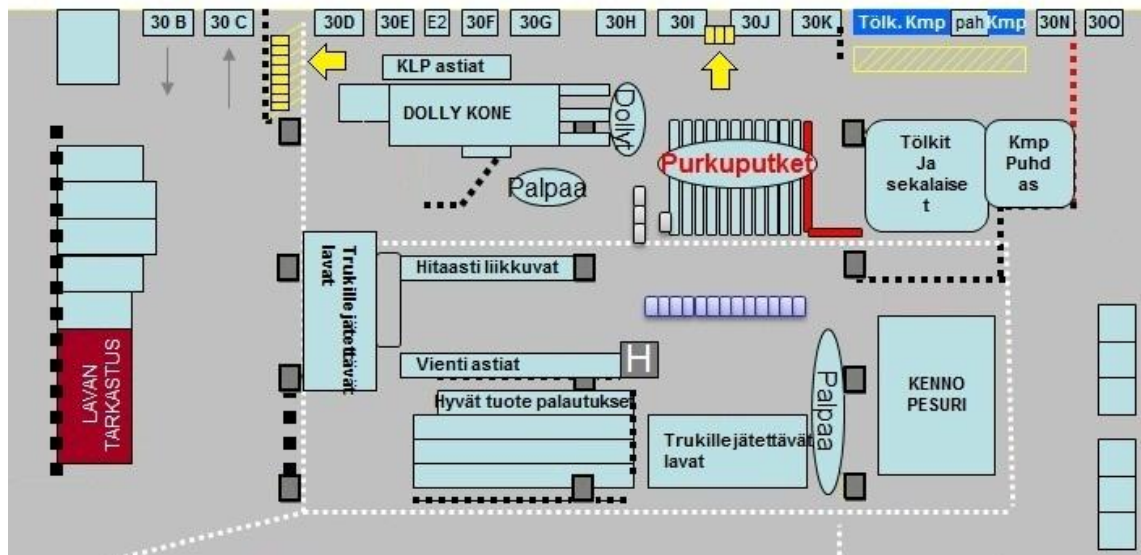 30 B
30 C
30D
30E
E2
30F
30G
30H
30I
30J
30K
Tölk. Kmp
pah
Kmp
30N
30O
KLP astiat
DOLLY KONE
Dollyt
Palpaa
Purkuputket
Tölkit
Ja
sekalaise
t
Kmp
Puhd
as
Trukille jätettävät
lavat
Hitaasti liikkuvat
Vienti astiat
H
Hyvät tuote palautukset
Trukille jätettävät
lavat
Palpaa
KENNO
PESURI
LAVAN
TARKASTUS